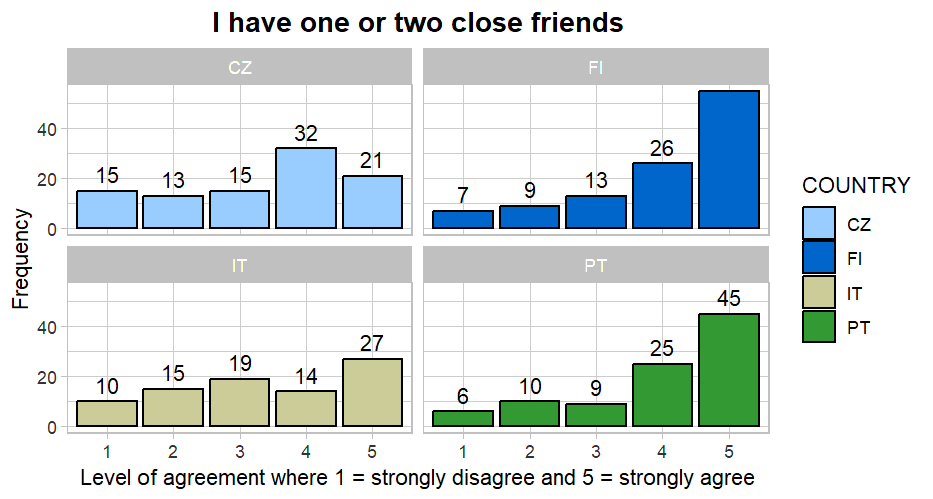 I have one or two close friends
CZ
FI
15 13 15 32 21
7 9 13 26
40
20
0
IT
PT
10 15 19 14 27
6 10 9 25 45
40
20
0
1 2 3 4 5
1 2 3 4 5
Frequency
Level of agreement where 1 = strongly disagree and 5 = strongly agree
COUNTRY
CZ
FI
IT
PT